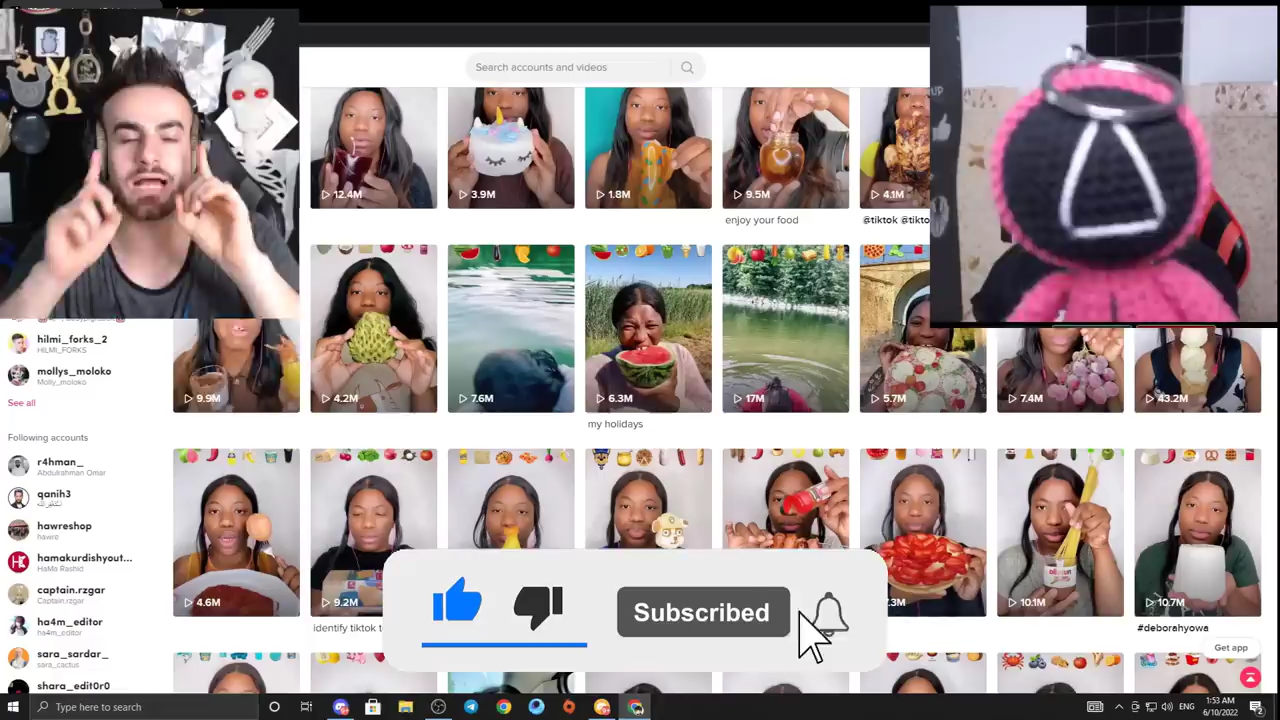 Search accounts and videos
12.4M
3.9M
1.8M
9.5M
4.1M
enjoy your food
@tiktok @tikto
hilmi_forks_2
HILMI_FORKS
mollys_moloko
Molly_moloko
See all
9.9M
4.2M
7.6M
6.3M
17M
5.7M
7.4M
43.2M
my holidays
Following accounts
r4hman_
Abdulrahman Omar
qanih3
hawreshop
hawre
hamakurdishyout...
HaMa Rashid
captain.rzgar
Captain.rzgar
ha4m_editor
ha4m_editor
sara_sardar_
sara_cactus
shara_edit0r0
4.6M
9.2M
.3M
10.1M
10.7M
identify tiktok t
#deborahyowa
Subscribed
Get app
Type here to search
ENG
1:53 AM
6/10/2022
2